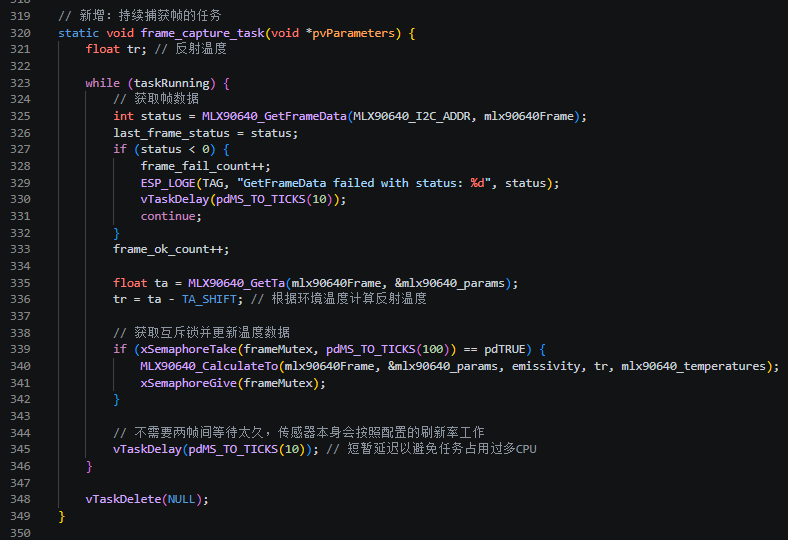 319 // 新增: 持续捕获帧的任务
320 static void frame_capture_task(void *pvParameters) {
321     float tr; // 反射温度
322
323     while (taskRunning) {
324         // 获取帧数据
325         int status = MLX90640_GetFrameData(MLX90640_I2C_ADDR, mlx90640Frame);
326         last_frame_status = status;
327         if (status < 0) {
328             frame_fail_count++;
329             ESP_LOGE(TAG, "GetFrameData failed with status: %d", status);
330             vTaskDelay(pdMS_TO_TICKS(10));
331             continue;
332         }
333         frame_ok_count++;
334
335         float ta = MLX90640_GetTa(mlx90640Frame, &mlx90640_params);
336         tr = ta - TA_SHIFT; // 根据环境温度计算反射温度
337
338         // 获取互斥锁并更新温度数据
339         if (xSemaphoreTake(frameMutex, pdMS_TO_TICKS(100)) == pdTRUE) {
340             MLX90640_CalculateTo(mlx90640Frame, &mlx90640_params, emissivity, tr, mlx90640_temperatures);
341             xSemaphoreGive(frameMutex);
342         }
343
344         // 不需要两帧间等待太久，传感器本身会按照配置的刷新率工作
345         vTaskDelay(pdMS_TO_TICKS(10)); // 短暂延迟以避免任务占用过多CPU
346     }
347
348     vTaskDelete(NULL);
349 }
350